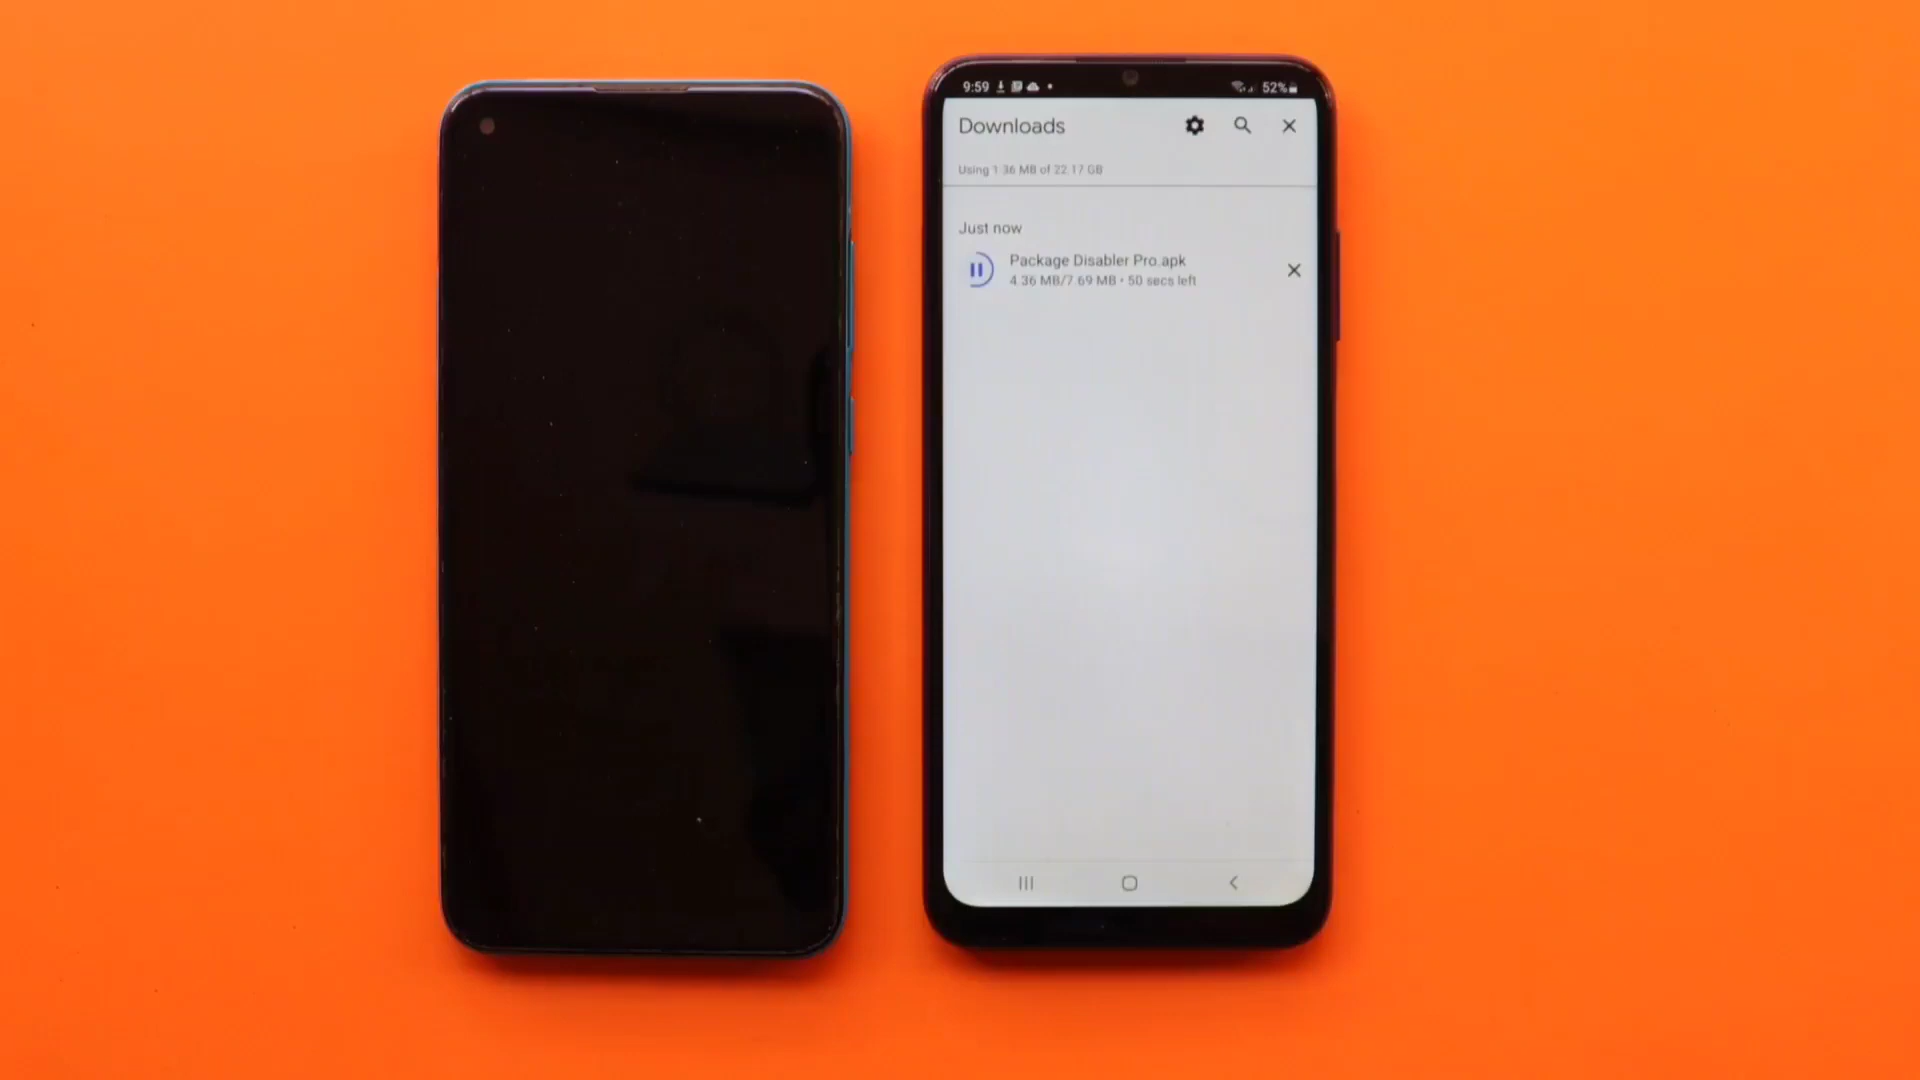 9:59 52%
Downloads
Using 1.36 MB of 22.17 GB
Just now
Package Disabler Pro.apk
4.36 MB/7.69 MB • 50 secs left